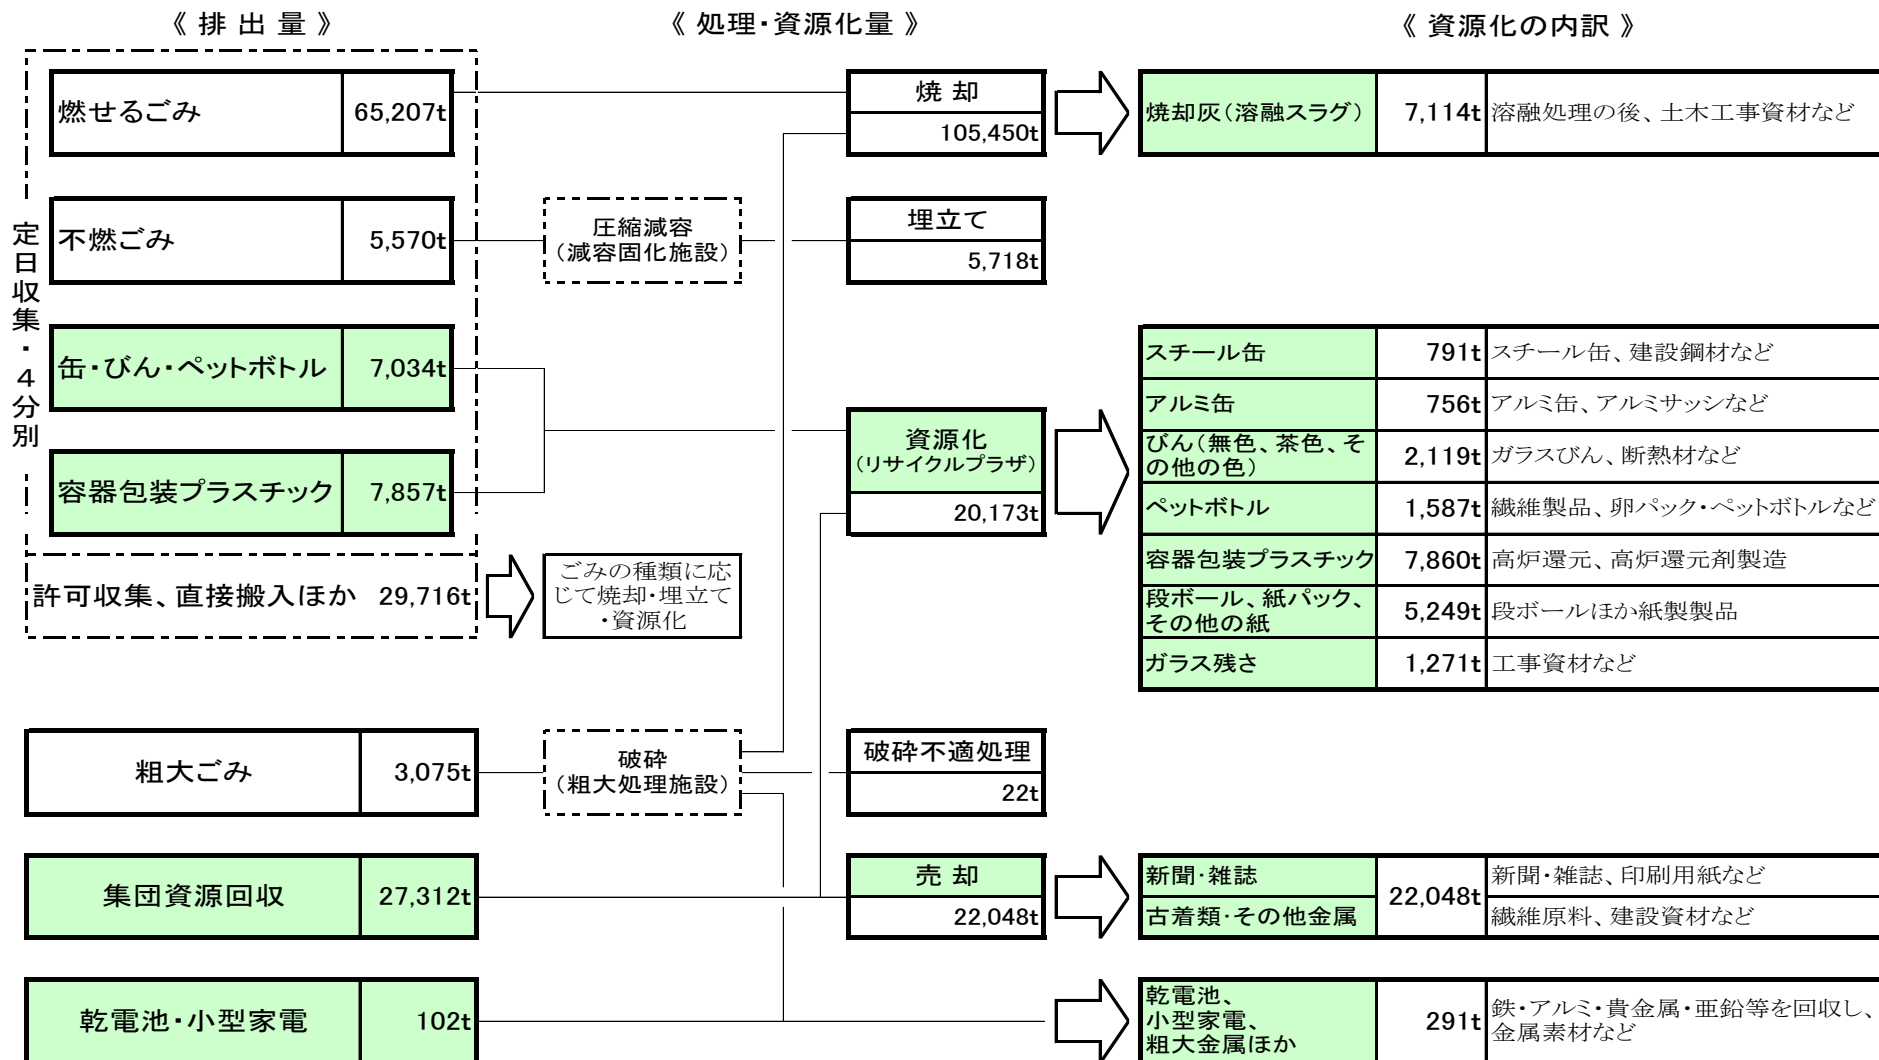 《 排 出 量 》
《 処理・資源化量 》
《 資源化の内訳 》
定日収集・4分別
燃せるごみ 65,207t
不燃ごみ 5,570t
缶・びん・ペットボトル 7,034t
容器包装プラスチック 7,857t
許可収集、直接搬入ほか 29,716t
ごみの種類に応
じて焼却・埋立て
・資源化
圧縮減容
（減容固化施設）
焼 却
105,450t
埋立て
5,718t
資源化
（リサイクルプラザ）
20,173t
焼却灰（溶融スラグ） 7,114t 溶融処理の後、土木工事資材など
スチール缶 791t スチール缶、建設鋼材など
アルミ缶 756t アルミ缶、アルミサッシなど
びん（無色、茶色、そ
の他の色） 2,119t ガラスびん、断熱材など
ペットボトル 1,587t 繊維製品、卵パック・ペットボトルなど
容器包装プラスチック 7,860t 高炉還元、高炉還元剤製造
段ボール、紙パック、
その他の紙 5,249t 段ボールほか紙製製品
ガラス残さ 1,271t 工事資材など
粗大ごみ 3,075t
破砕
（粗大処理施設）
破砕不適処理
22t
集団資源回収 27,312t
売 却
22,048t
新聞・雑誌 22,048t 新聞・雑誌、印刷用紙など
古着類・その他金属 繊維原料、建設資材など
乾電池・小型家電 102t
乾電池、
小型家電、
粗大金属ほか 291t 鉄・アルミ・貴金属・亜鉛等を回収し、
金属素材など